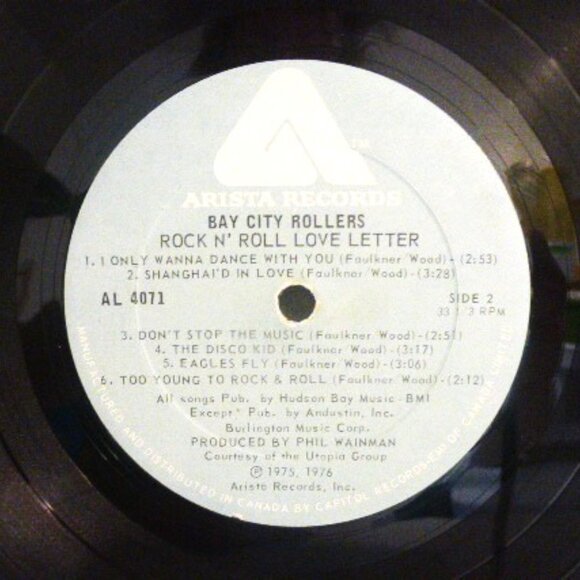 ARISTA RECORDS
BAY CITY ROLLERS
ROCK N' ROLL LOVE LETTER
1. I ONLY WANNA DANCE WITH YOU (Faulkner/Wood)-(2:53)
2. SHANGHAI'D IN LOVE (Faulkner/Wood)-(3:28)
AL 4071
SIDE 2
33 1/3 RPM
3. DON'T STOP THE MUSIC (Faulkner/Wood)-(2:51)
4. THE DISCO KID (Faulkner/Wood)-(3:17)
5. EAGLES FLY (Faulkner/Wood)-(3:06)
6. TOO YOUNG TO ROCK & ROLL (Faulkner/Wood)-(2:12)
All songs Pub. by Hudson Bay Music-BMI
Except* Pub. by Andustin, Inc.
Burlington Music Corp.
PRODUCED BY PHIL WAINMAN
Courtesy of the Utopia Group
Ⓟ 1975, 1976
Arista Records, Inc.
MANUFACTURED AND DISTRIBUTED IN CANADA BY CAPITOL RECORDS-EMI OF CANADA LIMITED